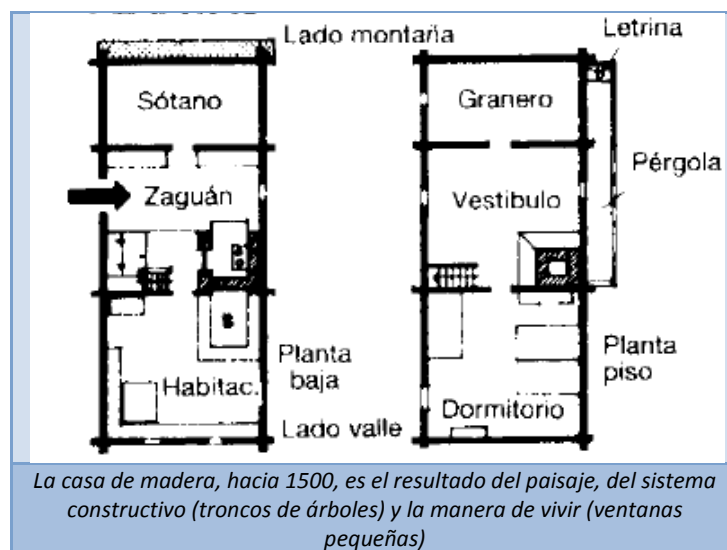 Lado montaña
Letrina
Sótano
Granero
Pérgola
Zaguán
Vestibulo
Planta
baja
Planta
piso
Habitac.
Dormitorio
Lado valle
La casa de madera, hacia 1500, es el resultado del paisaje, del sistema
constructivo (troncos de árboles) y la manera de vivir (ventanas
pequeñas)